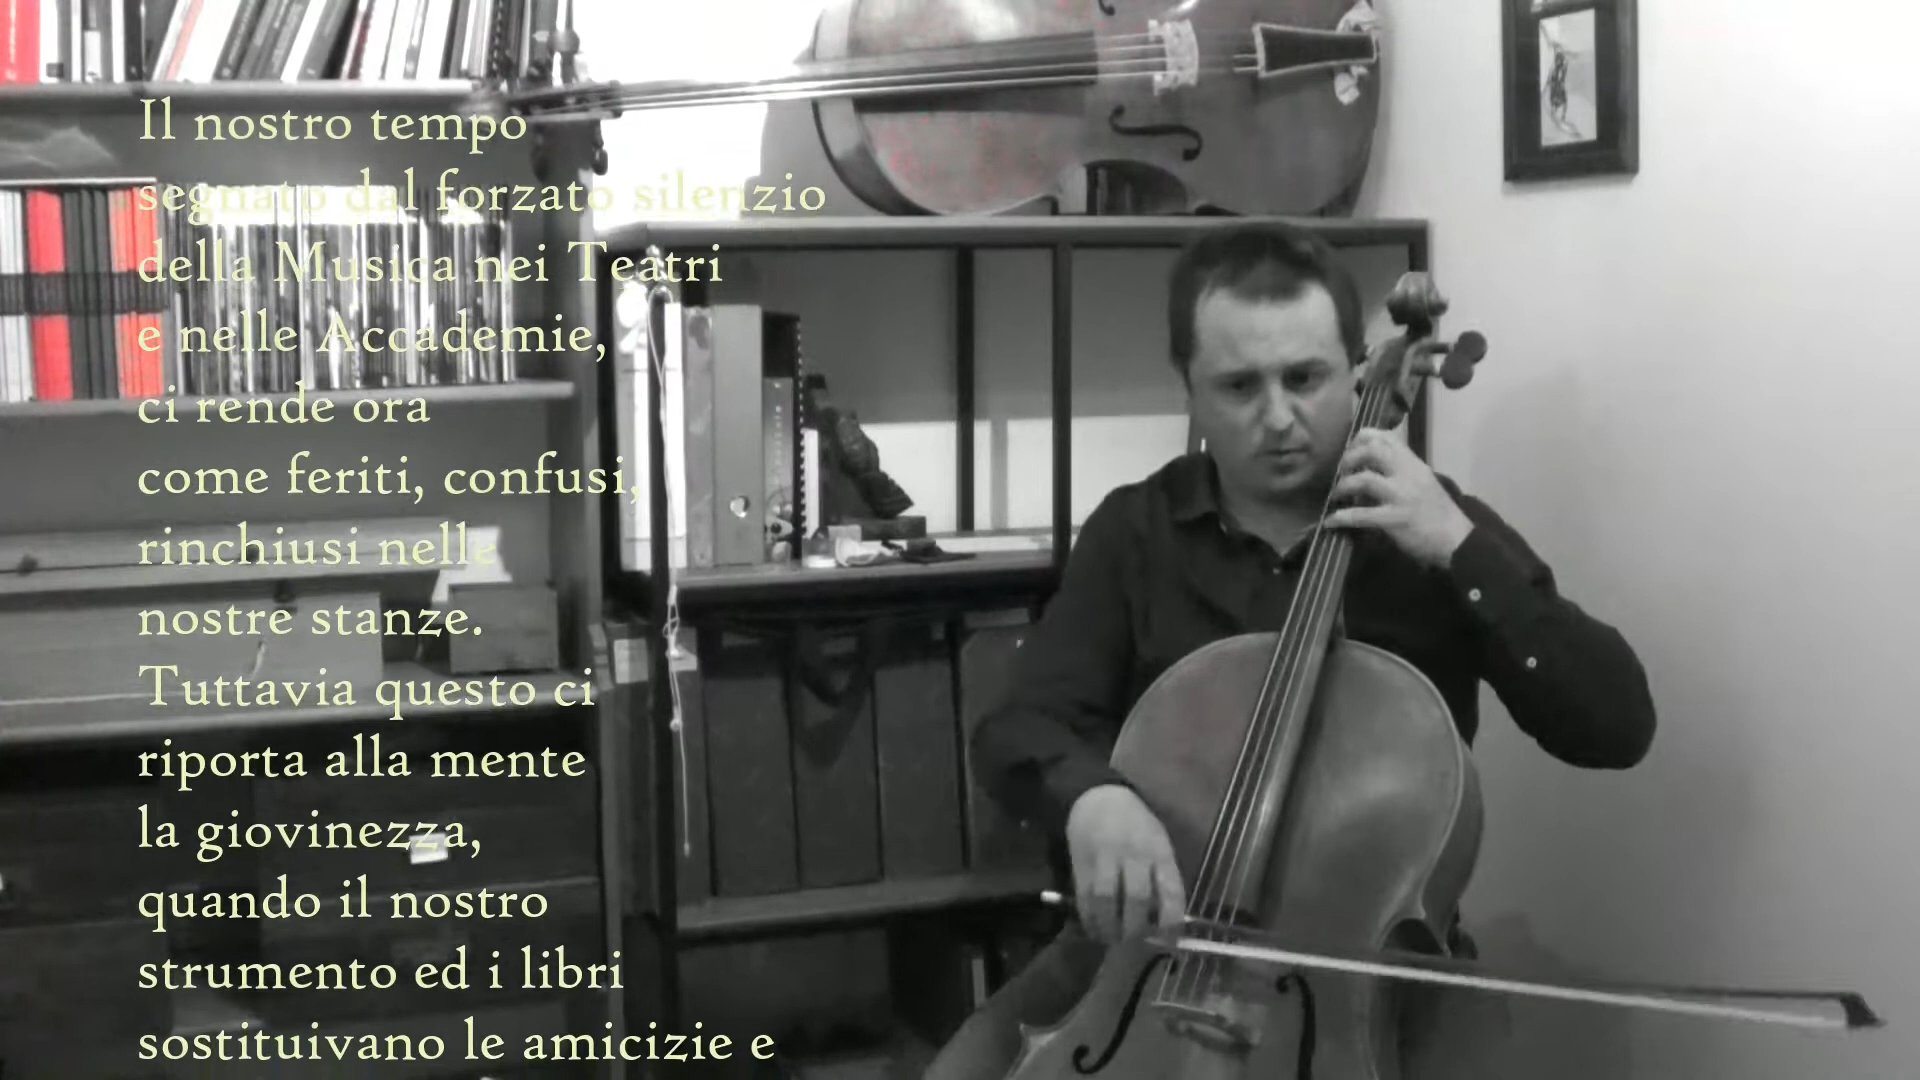 Il nostro tempo
segnato dal forzato silenzio
della Musica nei Teatri
e nelle Accademie,
ci rende ora
come feriti, confusi,
rinchiusi nelle
nostre stanze.
Tuttavia questo ci
riporta alla mente
la giovinezza,
quando il nostro
strumento ed i libri
sostituivano le amicizie e